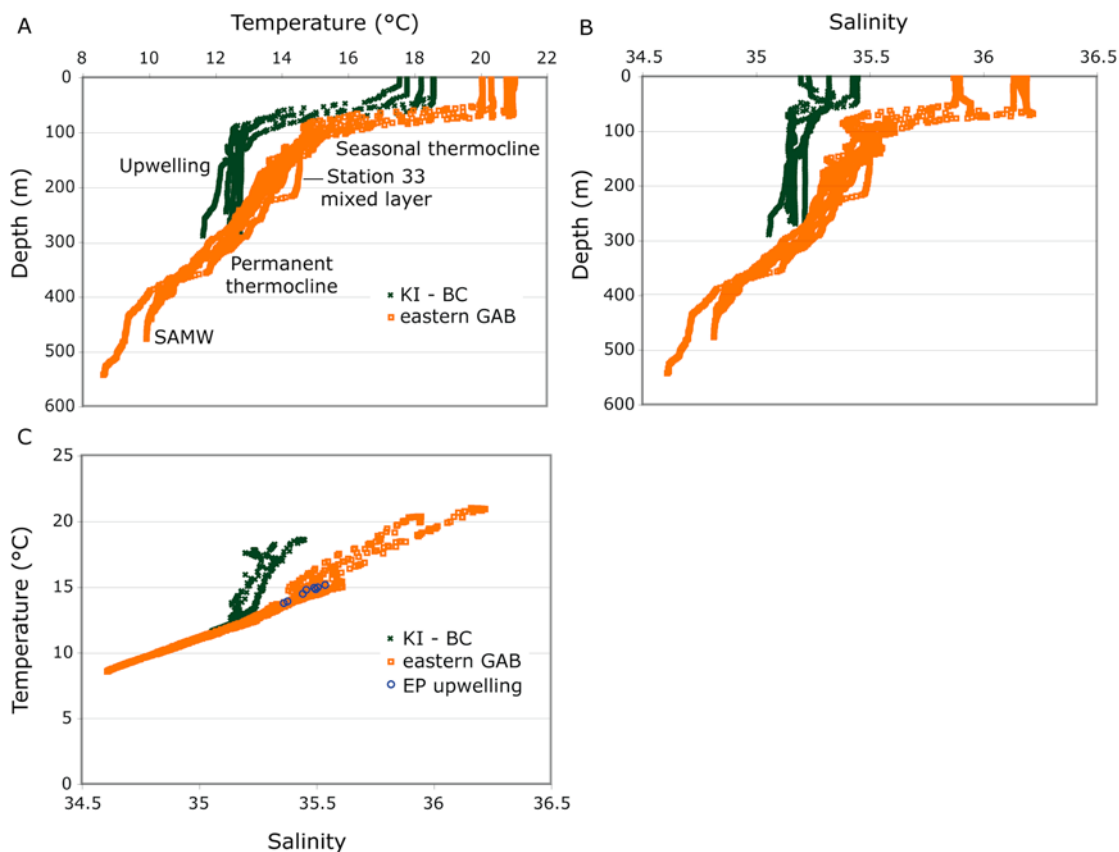 A
Temperature (°C)
8 10 12 14 16 18 20 22
0
100
200
300
400
500
600
Depth (m)
Upwelling
Seasonal thermocline
Station 33
mixed layer
Permanent
thermocline
SAMW
KI - BC
eastern GAB
B
Salinity
34.5 35 35.5 36 36.5
0
100
200
300
400
500
600
Depth (m)
C
25
20
15
10
5
0
Temperature (°C)
KI - BC
eastern GAB
EP upwelling
34.5 35 35.5 36 36.5
Salinity